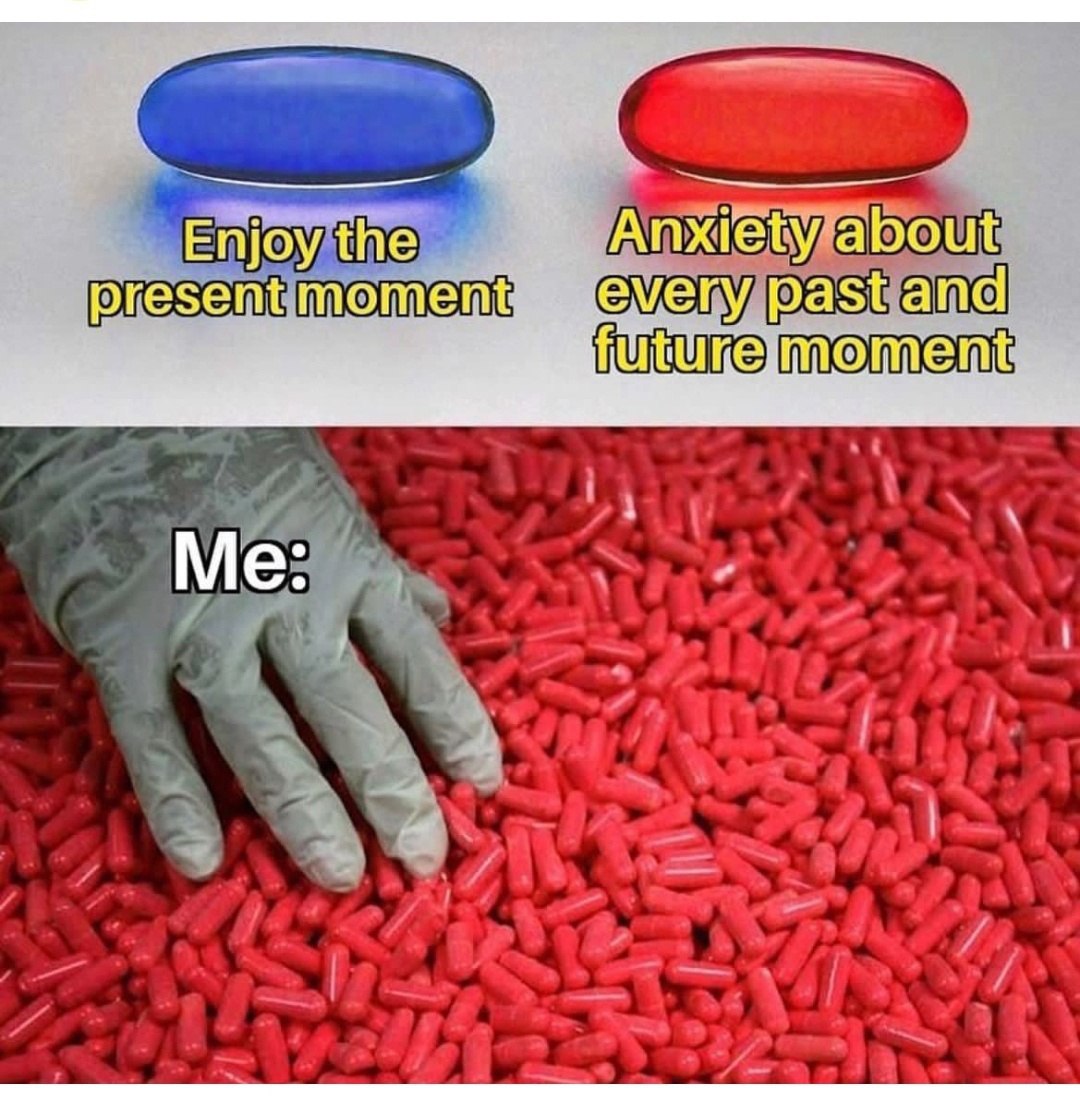 Enjoy the
present moment
Anxiety about
every past and
future moment
Me: